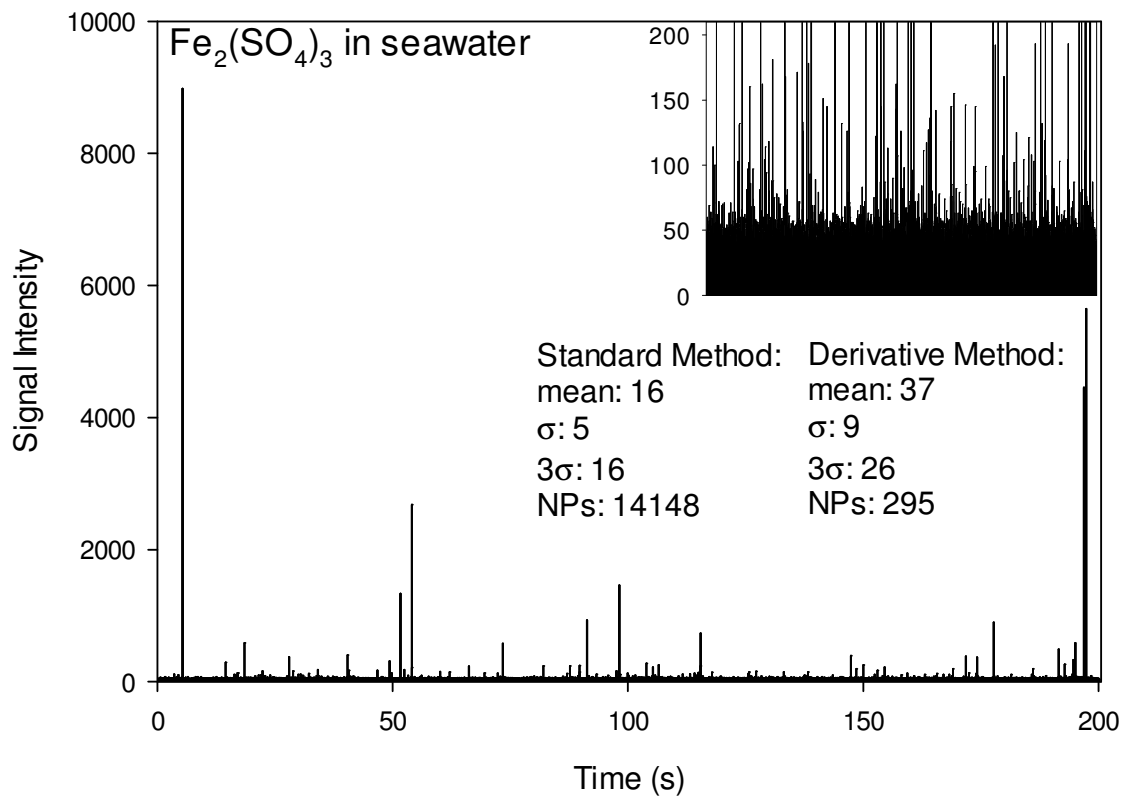 Fe2(SO4)3 in seawater
10000
8000
6000
4000
2000
0
Signal Intensity
200
150
100
50
0
Standard Method:
mean: 16
σ: 5
3σ: 16
NPs: 14148
Derivative Method:
mean: 37
σ: 9
3σ: 26
NPs: 295
0 50 100 150 200
Time (s)